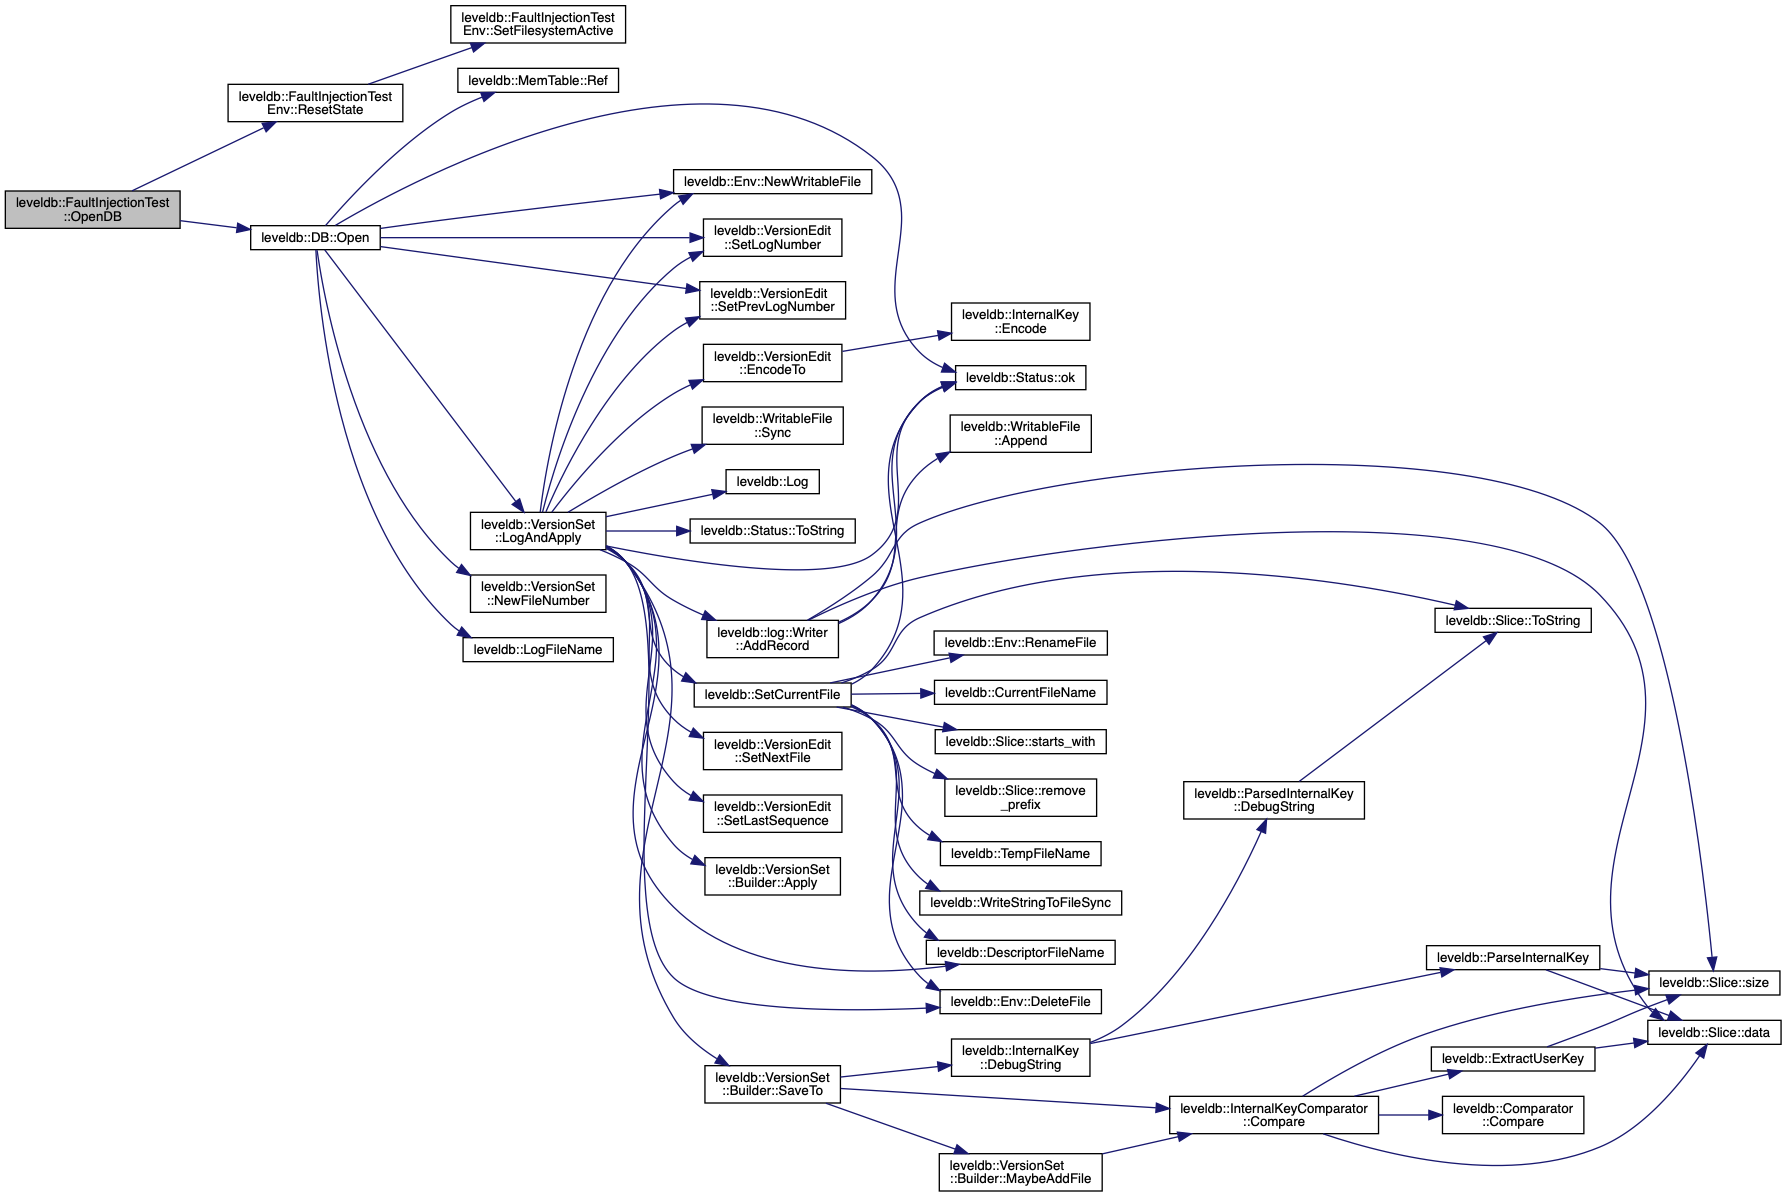 leveldb::FaultInjectionTest
Env::SetFilesystemActive
leveldb::MemTable::Ref
leveldb::FaultInjectionTest
Env::ResetState
leveldb::Env::NewWritableFile
leveldb::FaultInjectionTest
::OpenDB
leveldb::DB::Open
leveldb::VersionEdit
::SetLogNumber
leveldb::VersionEdit
::SetPrevLogNumber
leveldb::InternalKey
::Encode
leveldb::VersionEdit
::EncodeTo
leveldb::Status::ok
leveldb::WritableFile
::Sync
leveldb::WritableFile
::Append
leveldb::Log
leveldb::VersionSet
::LogAndApply
leveldb::Status::ToString
leveldb::VersionSet
::NewFileNumber
leveldb::LogFileName
leveldb::log::Writer
::AddRecord
leveldb::Slice::ToString
leveldb::Env::RenameFile
leveldb::SetCurrentFile
leveldb::CurrentFileName
leveldb::Slice::starts_with
leveldb::VersionEdit
::SetNextFile
leveldb::Slice::remove
_prefix
leveldb::ParsedInternalKey
::DebugString
leveldb::VersionEdit
::SetLastSequence
leveldb::TempFileName
leveldb::VersionSet
::Builder::Apply
leveldb::WriteStringToFileSync
leveldb::DescriptorFileName
leveldb::ParseInternalKey
leveldb::Slice::size
leveldb::Env::DeleteFile
leveldb::Slice::data
leveldb::InternalKey
::DebugString
leveldb::ExtractUserKey
leveldb::VersionSet
::Builder::SaveTo
leveldb::InternalKeyComparator
::Compare
leveldb::Comparator
::Compare
leveldb::VersionSet
::Builder::MaybeAddFile